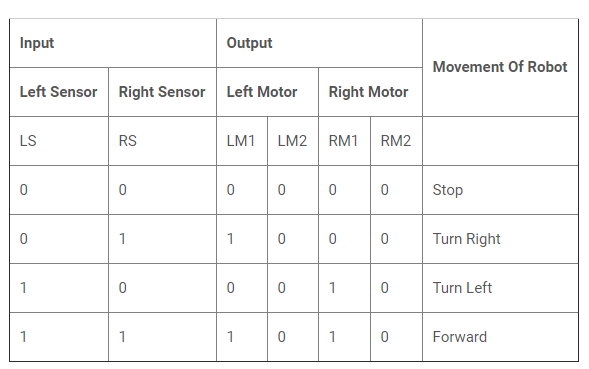 Input Output Movement Of Robot
Left Sensor Right Sensor Left Motor Right Motor
LS RS LM1 LM2 RM1 RM2
0 0 0 0 0 0 Stop
0 1 1 0 0 0 Turn Right
1 0 0 0 1 0 Turn Left
1 1 1 0 1 0 Forward